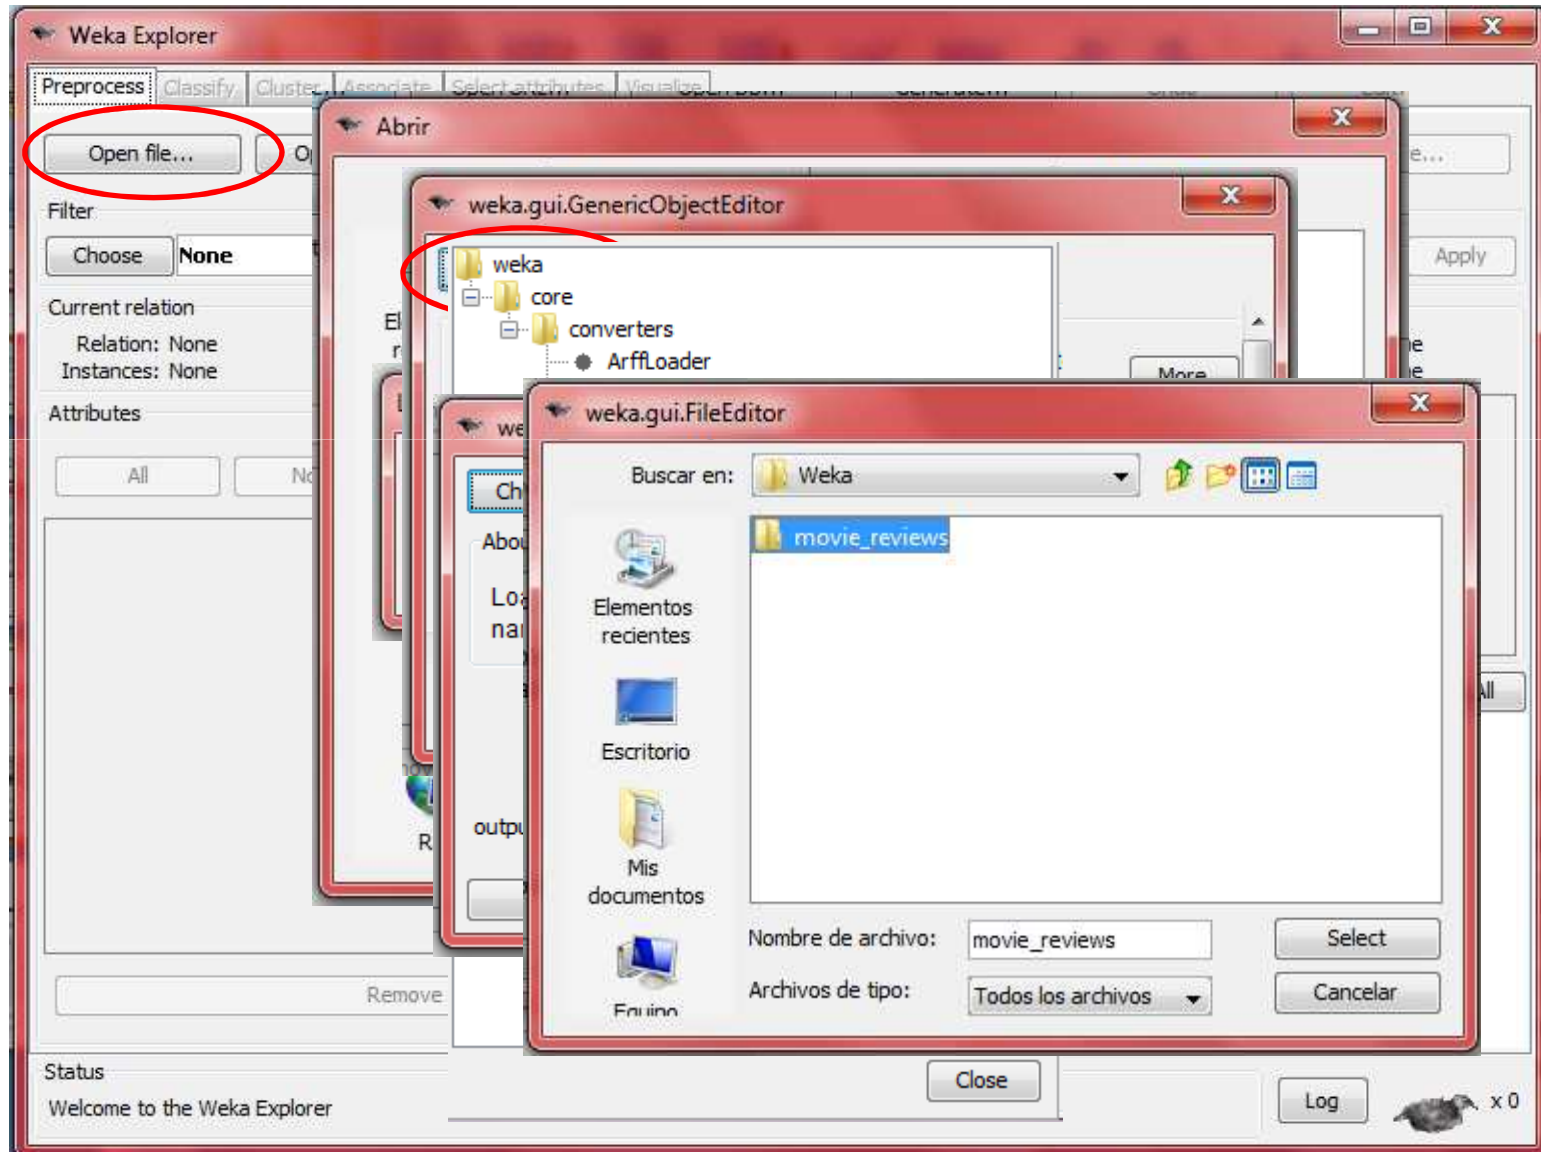 Weka Explorer
Preprocess Classify Cluster Associate Select attributes Visualize
Open file...
Abrir
weka.gui.GenericObjectEditor
Filter
Choose None
Apply
weka
core
converters
ArffLoader
More
Current relation
Relation: None
Instances: None
Attributes
All
weka.gui.FileEditor
Buscar en: Weka
movie_reviews
Elementos
recientes
Escritorio
Mis
documentos
Equipo
Nombre de archivo: movie_reviews Select
Archivos de tipo: Todos los archivos Cancelar
Remove
Close
Status
Welcome to the Weka Explorer
Log x 0